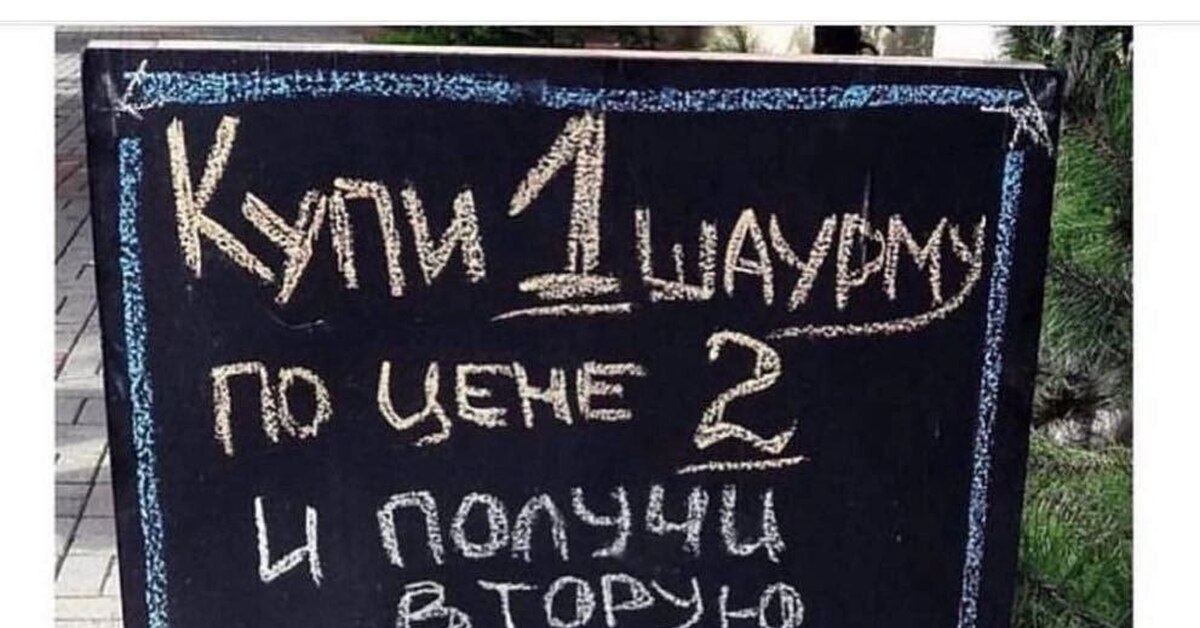 Купи 1 шаурму
по цене 2
и получи
вторую